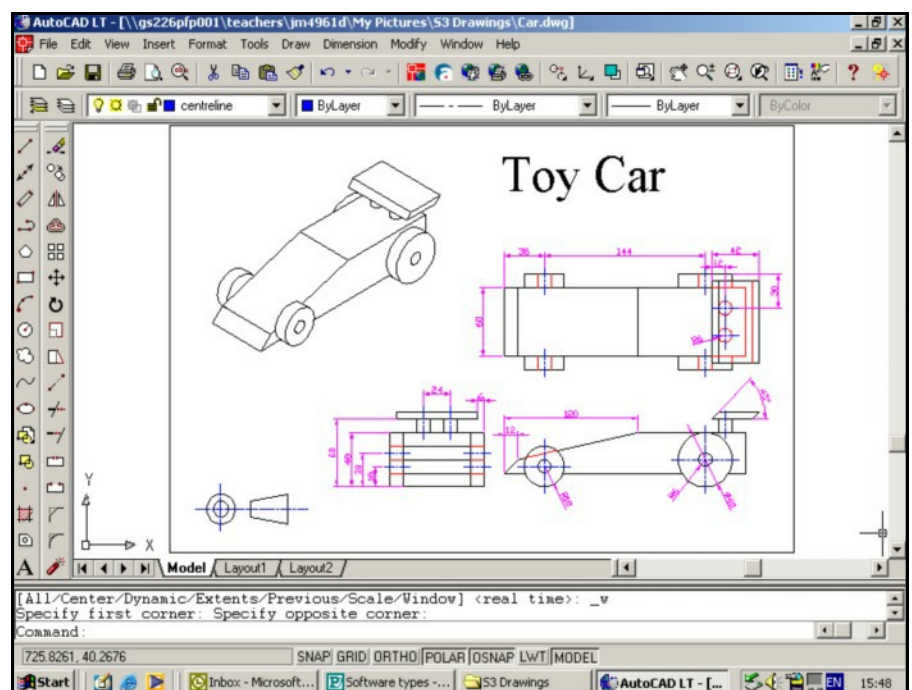 AutoCAD LT - [\\gs226pfp001\teachers\jm4961d\My Pictures\S3 Drawings\Car.dwg]
File Edit View Insert Format Tools Draw Dimension Modify Window Help
centreline ByLayer ByLayer ByLayer ByColor
Toy Car
36 144 42
12
30
60
24 6
120
12
60 40
Y
X
A
Model Layout1 Layout2
[All/Center/Dynamic/Extents/Previous/Scale/Window] <real time>: _w
Specify first corner: Specify opposite corner:
Command:
725.8261, 40.2676 SNAP GRID ORTHO POLAR OSNAP LWT MODEL
Start Inbox - Microsoft... Software types -... S3 Drawings AutoCAD LT - [... EN 15:48